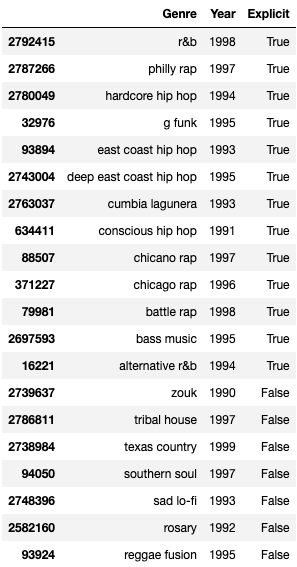 Genre Year Explicit
2792415 r&b 1998 True
2787266 philly rap 1997 True
2780049 hardcore hip hop 1994 True
32976 g funk 1995 True
93894 east coast hip hop 1993 True
2743004 deep east coast hip hop 1995 True
2763037 cumbia lagunera 1993 True
634411 conscious hip hop 1991 True
88507 chicano rap 1997 True
371227 chicago rap 1996 True
79981 battle rap 1998 True
2697593 bass music 1995 True
16221 alternative r&b 1994 True
2739637 zouk 1990 False
2786811 tribal house 1997 False
2738984 texas country 1999 False
94050 southern soul 1997 False
2748396 sad lo-fi 1993 False
2582160 rosary 1992 False
93924 reggae fusion 1995 False